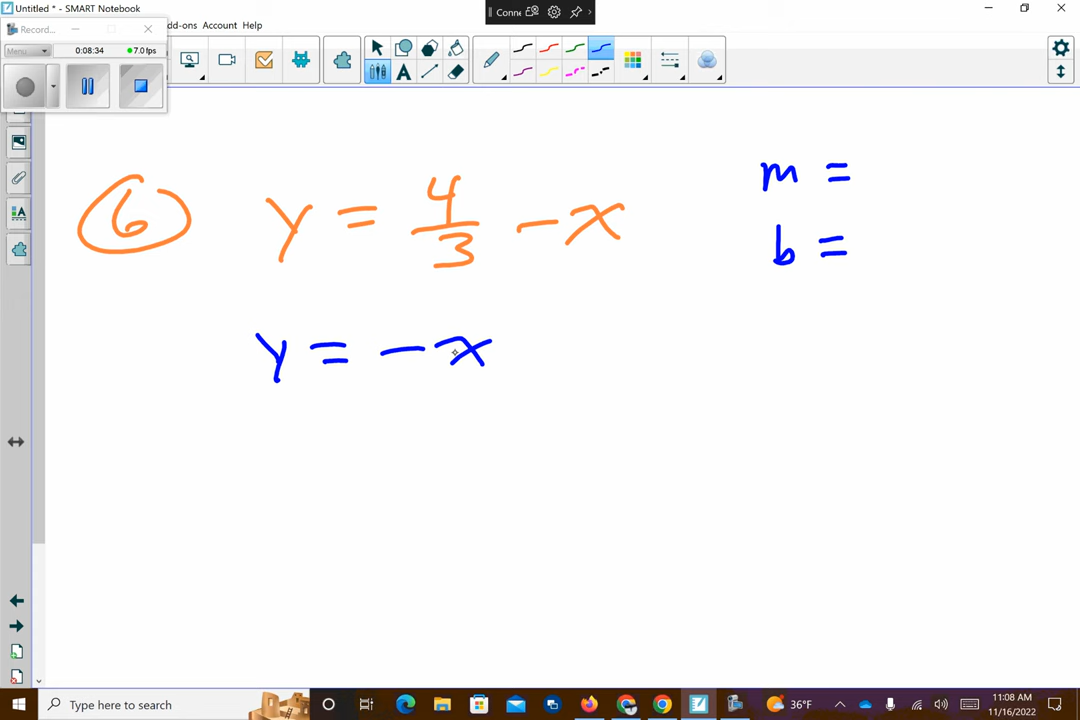 Untitled * - SMART Notebook
Conne
Record...
dd-ons Account Help
Menu 0:08:34 7.0 fps
6 y = 4/3 - x
m =
b =
y = - x
Type here to search
36°F
11:08 AM
11/16/2022